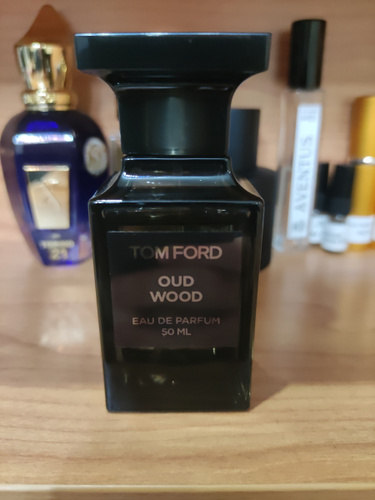 TOM FORD
OUD
WOOD
EAU DE PARFUM
50 ML
AVENTUS